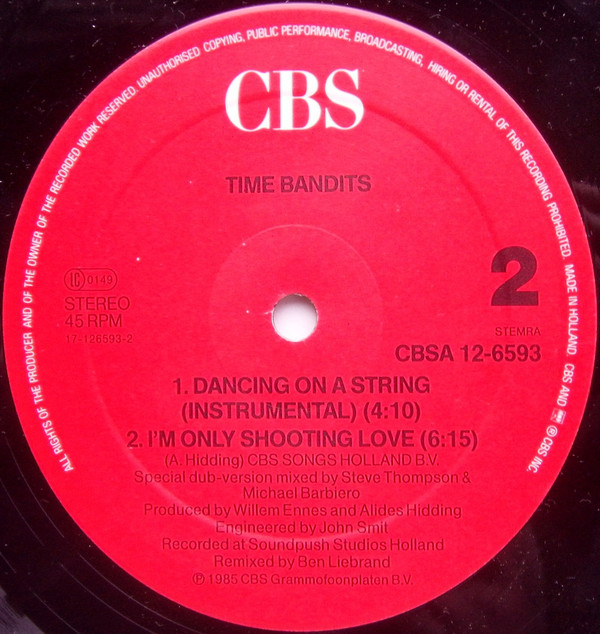 ALL RIGHTS OF THE PRODUCER AND OF THE OWNER OF THE RECORDED WORK RESERVED. UNAUTHORISED COPYING, PUBLIC PERFORMANCE, BROADCASTING, HIRING OR RENTAL OF THIS RECORDING PROHIBITED. MADE IN HOLLAND. CBS AND ℗ CBS INC.
CBS
TIME BANDITS
LC 0149
STEREO
45 RPM
17-126593-2
2
STEMRA
CBSA 12-6593
1. DANCING ON A STRING
(INSTRUMENTAL) (4:10)
2. I'M ONLY SHOOTING LOVE (6:15)
(A. Hidding) CBS SONGS HOLLAND B.V.
Special dub-version mixed by Steve Thompson &
Michael Barbiero
Produced by Willem Ennes and Alides Hidding
Engineered by John Smit
Recorded at Soundpush Studios Holland
Remixed by Ben Liebrand
℗ 1985 CBS Grammofoonplaten B.V.